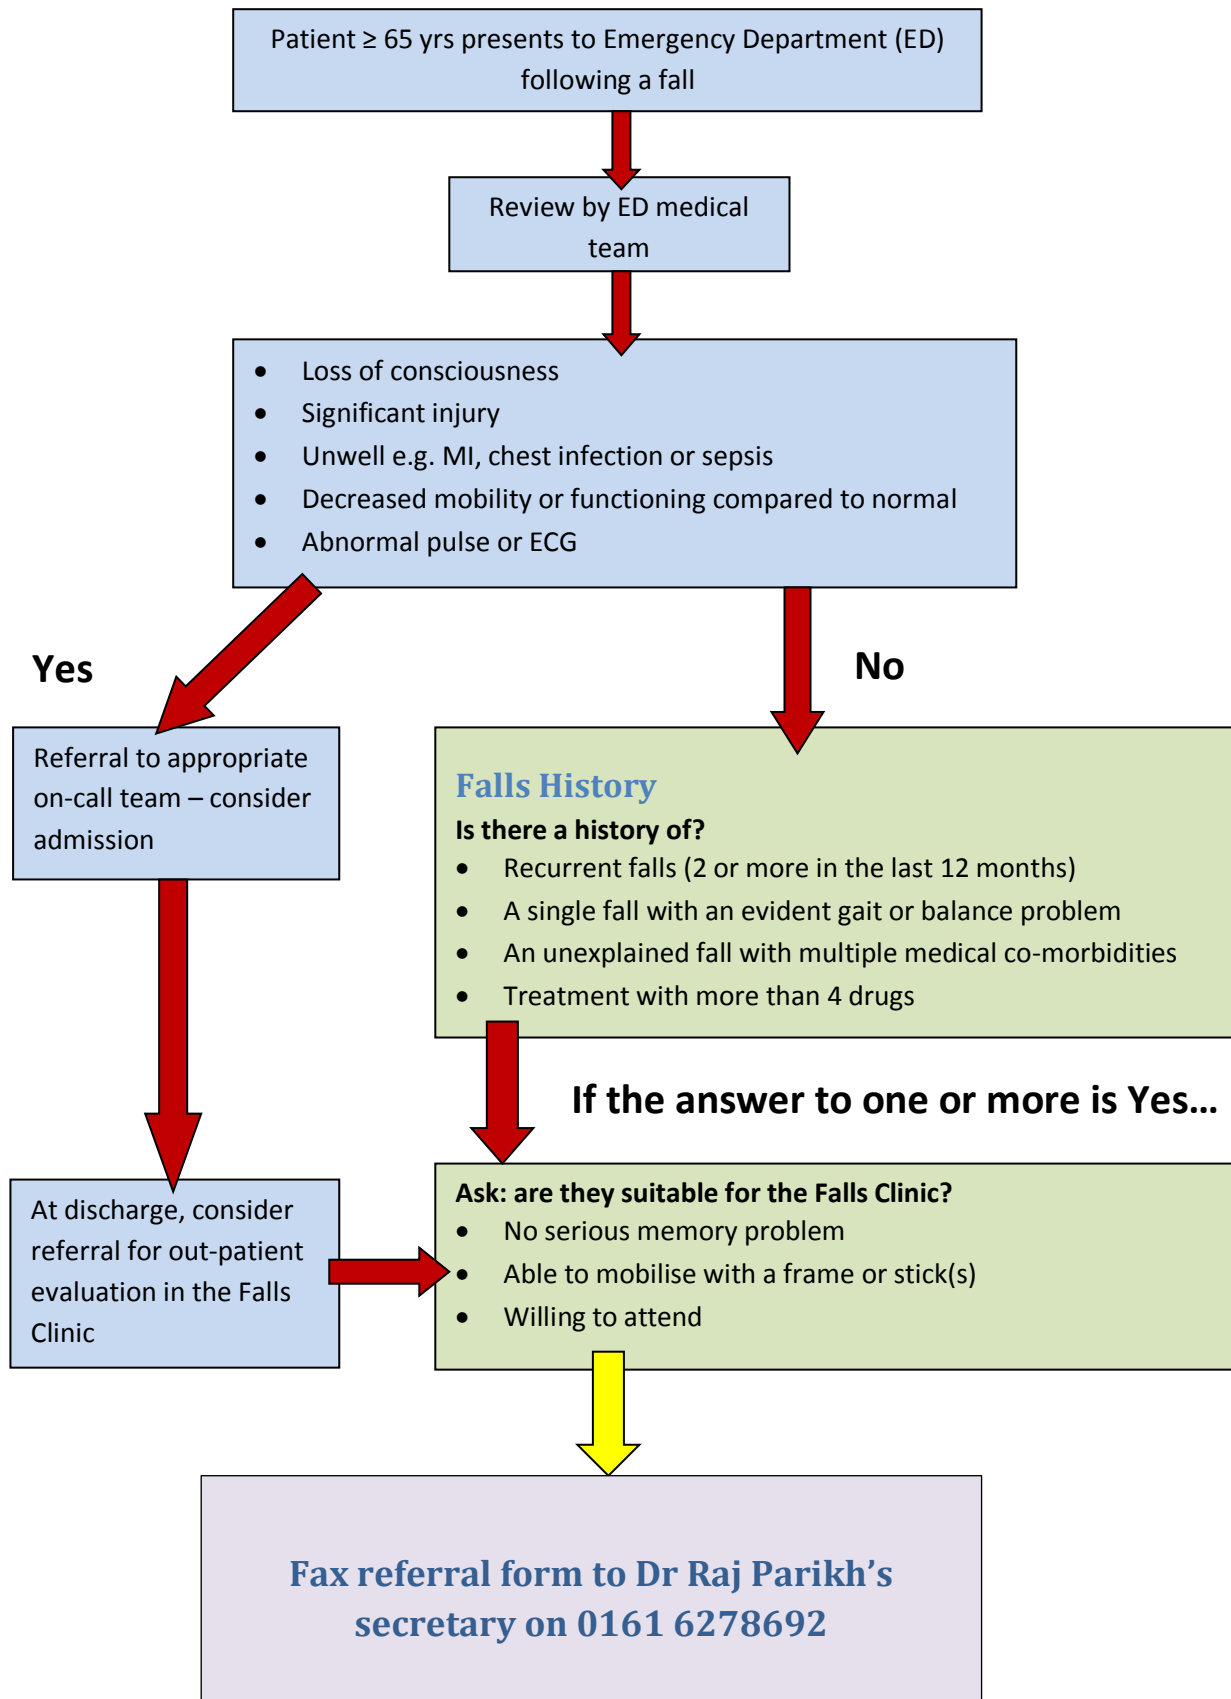 Patient ≥ 65 yrs presents to Emergency Department (ED)
following a fall
Review by ED medical
team
• Loss of consciousness
• Significant injury
• Unwell e.g. MI, chest infection or sepsis
• Decreased mobility or functioning compared to normal
• Abnormal pulse or ECG
Yes
No
Referral to appropriate
on-call team – consider
admission
Falls History
Is there a history of?
• Recurrent falls (2 or more in the last 12 months)
• A single fall with an evident gait or balance problem
• An unexplained fall with multiple medical co-morbidities
• Treatment with more than 4 drugs
If the answer to one or more is Yes…
At discharge, consider
referral for out-patient
evaluation in the Falls
Clinic
Ask: are they suitable for the Falls Clinic?
• No serious memory problem
• Able to mobilise with a frame or stick(s)
• Willing to attend
Fax referral form to Dr Raj Parikh’s
secretary on 0161 6278692